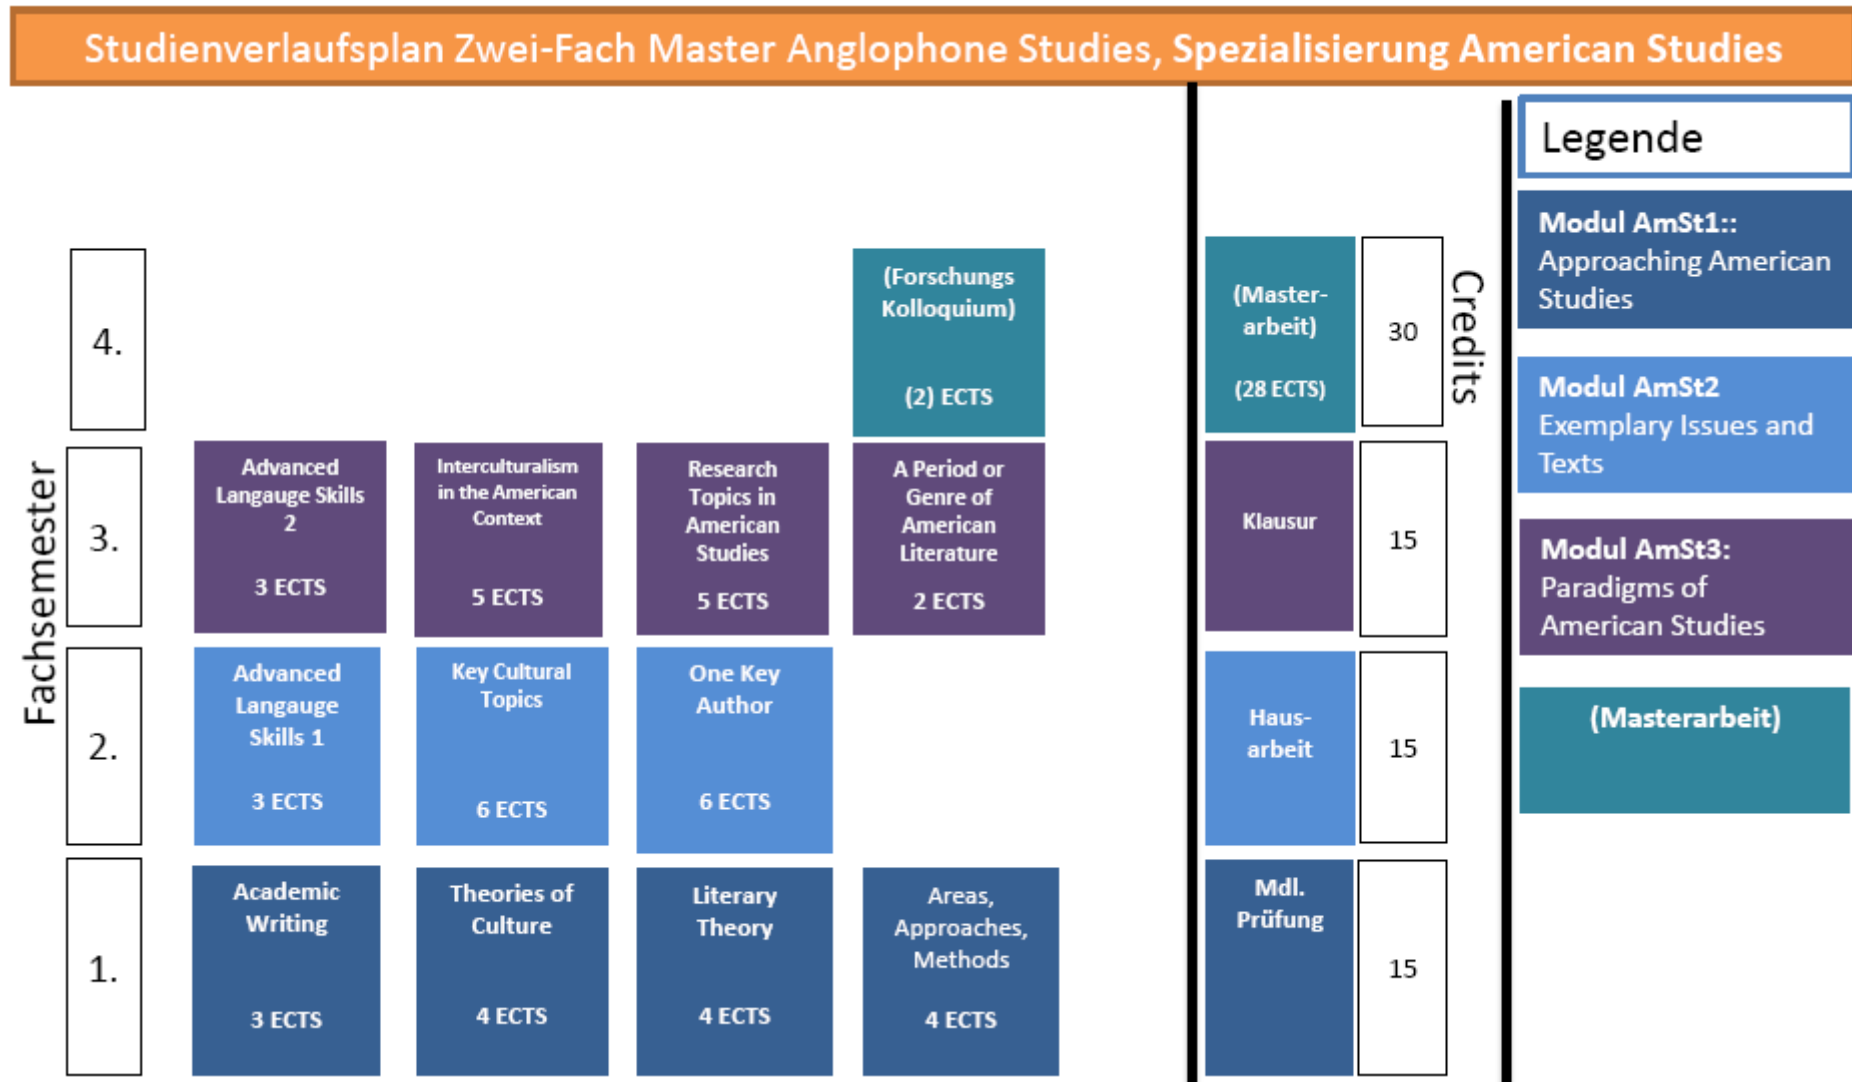 Studienverlaufsplan Zwei-Fach Master Anglophone Studies, Spezialisierung American Studies
Fachsemester
4.
(Forschungs
Kolloquium)
(2) ECTS
(Master-
arbeit)
(28 ECTS)
30
Credits
3.
Advanced
Langauge Skills
2
3 ECTS
Interculturalism
in the American
Context
5 ECTS
Research
Topics in
American
Studies
5 ECTS
A Period or
Genre of
American
Literature
2 ECTS
Klausur
15
2.
Advanced
Langauge
Skills 1
3 ECTS
Key Cultural
Topics
6 ECTS
One Key
Author
6 ECTS
Haus-
arbeit
15
1.
Academic
Writing
3 ECTS
Theories of
Culture
4 ECTS
Literary
Theory
4 ECTS
Areas,
Approaches,
Methods
4 ECTS
Mdl.
Prüfung
15
Legende
Modul AmSt1::
Approaching American
Studies
Modul AmSt2
Exemplary Issues and
Texts
Modul AmSt3:
Paradigms of
American Studies
(Masterarbeit)